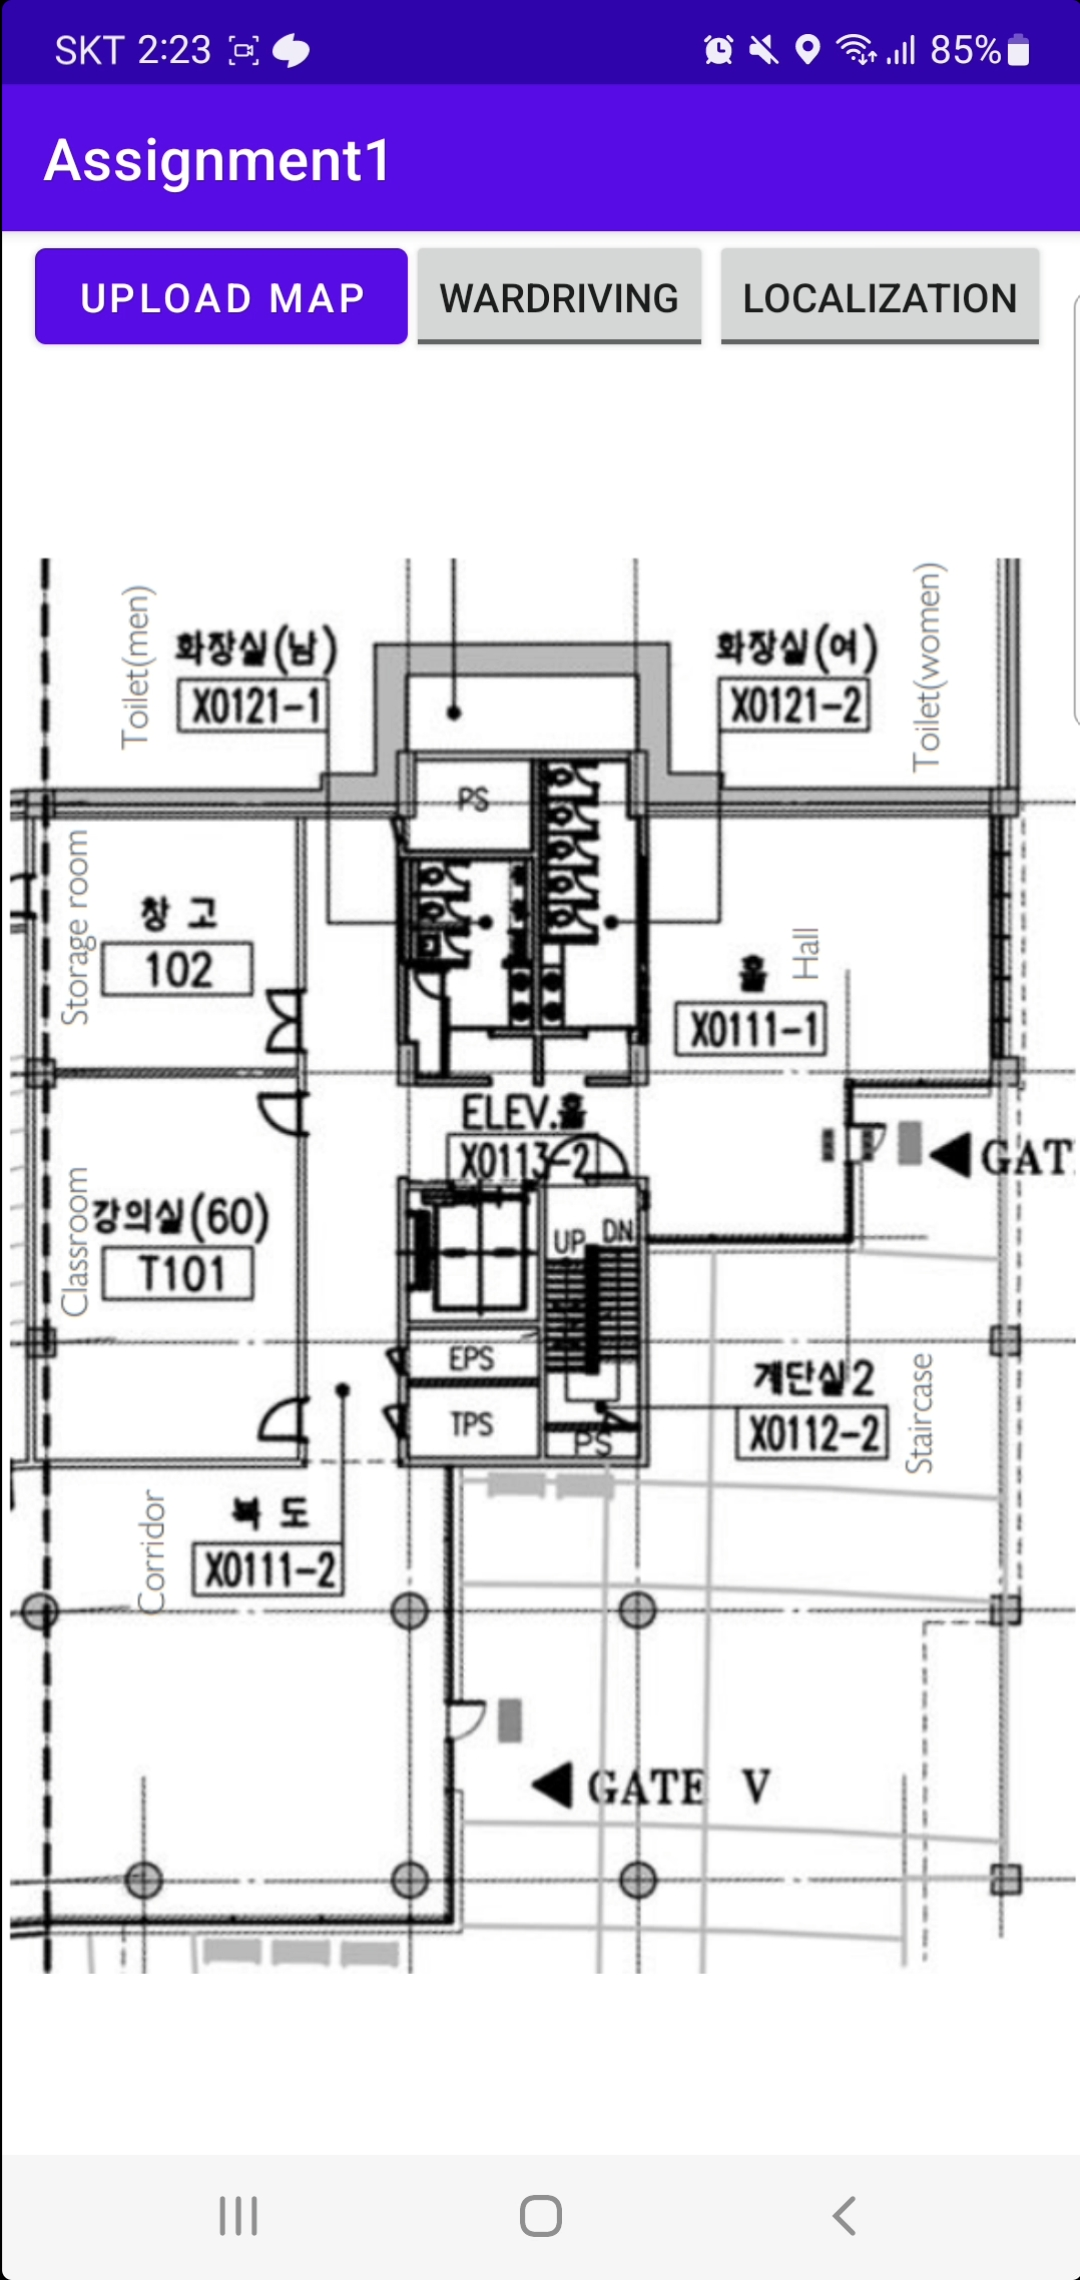 SKT 2:23
85%
Assignment1
UPLOAD MAP
WARDRIVING
LOCALIZATION
Toilet(men)
화장실(남)
X0121-1
화장실(여)
X0121-2
Toilet(women)
PS
Storage room
창 고
102
홀
Hall
X0111-1
ELEV.홀
X0113-2
GAT
Classroom
강의실(60)
T101
UP
DN
EPS
TPS
PS
계단실2
X0112-2
Staircase
Corridor
복 도
X0111-2
GATE V